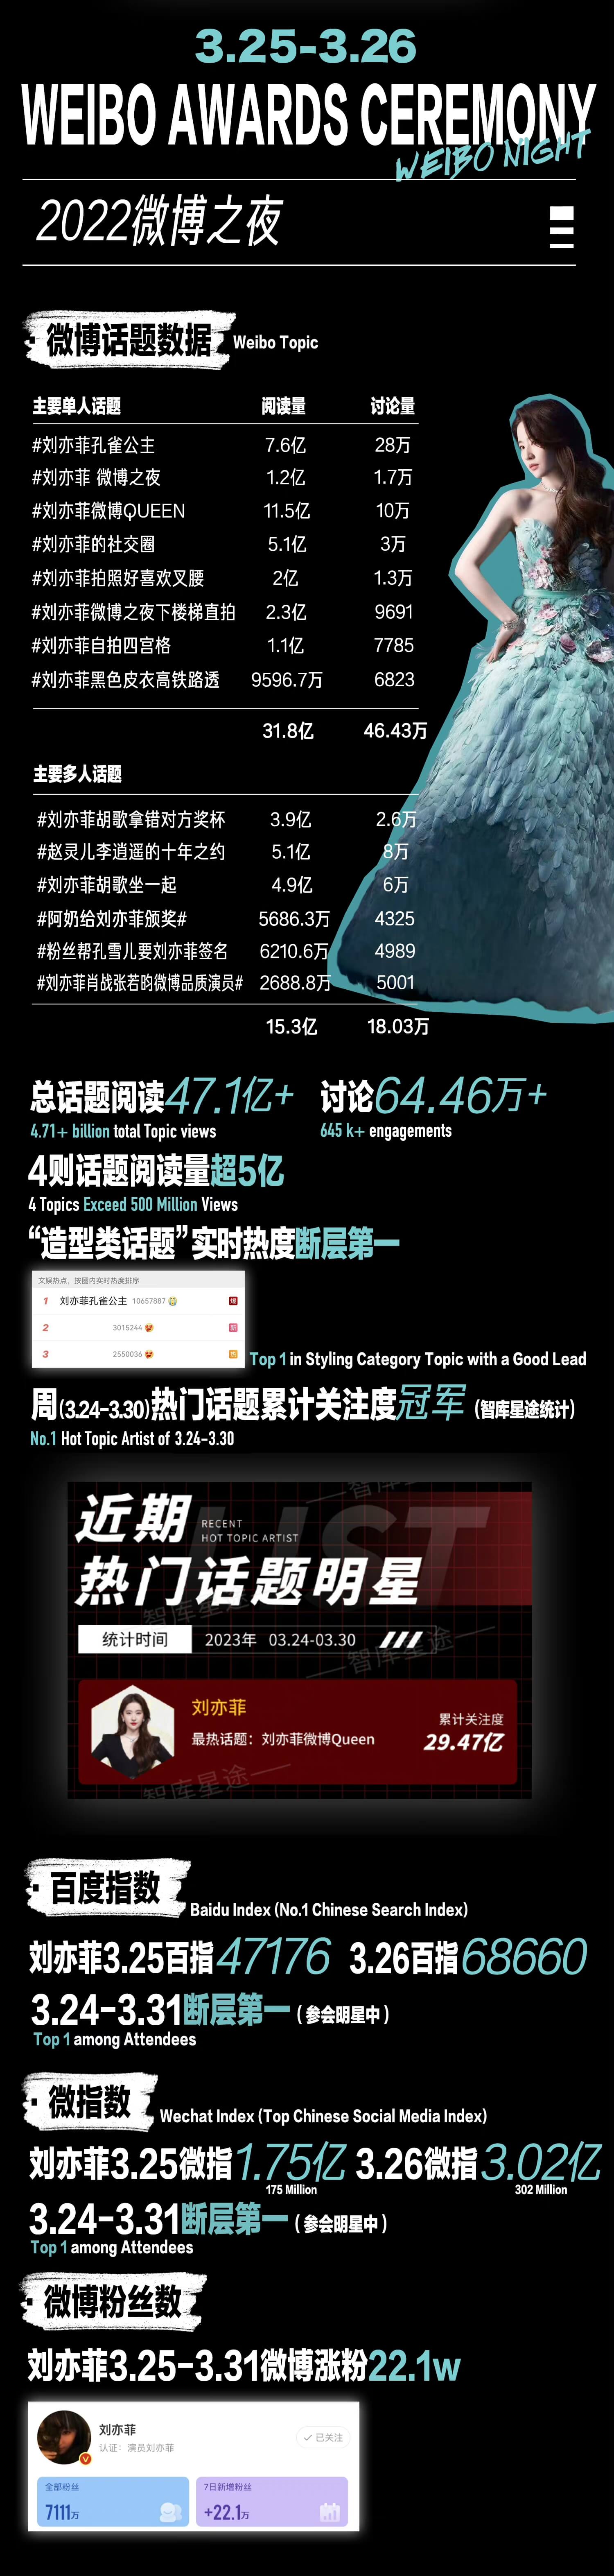 3.25-3.26
WEIBO AWARDS CEREMONY
WEIBO NIGHT
2022微博之夜
微博话题数据 Weibo Topic
主要单人话题 阅读量 讨论量
#刘亦菲孔雀公主 7.6亿 28万
#刘亦菲 微博之夜 1.2亿 1.7万
#刘亦菲微博QUEEN 11.5亿 10万
#刘亦菲的社交圈 5.1亿 3万
#刘亦菲拍照好喜欢叉腰 2亿 1.3万
#刘亦菲微博之夜下楼梯直拍 2.3亿 9691
#刘亦菲自拍四宫格 1.1亿 7785
#刘亦菲黑色皮衣高铁路透 9596.7万 6823
31.8亿 46.43万
主要多人话题
#刘亦菲胡歌拿错对方奖杯 3.9亿 2.6万
#赵灵儿李逍遥的十年之约 5.1亿 8万
#刘亦菲胡歌坐一起 4.9亿 6万
#阿奶给刘亦菲颁奖# 5686.3万 4325
#粉丝帮孔雪儿要刘亦菲签名 6210.6万 4989
#刘亦菲肖战张若昀微博品质演员# 2688.8万 5001
15.3亿 18.03万
总话题阅读47.1亿+ 讨论64.46万+
4.71+ billion total Topic views 645 k+ engagements
4则话题阅读量超5亿
4 Topics Exceed 500 Million Views
“造型类话题”实时热度断层第一
文娱热点，按圈内实时热度排序
1 刘亦菲孔雀公主 10657887 爆
2 3015244 新
3 2550036 热
Top 1 in Styling Category Topic with a Good Lead
周(3.24-3.30)热门话题累计关注度冠军 (智库星途统计)
No.1 Hot Topic Artist of 3.24-3.30
LIST
近期 RECENT
HOT TOPIC ARTIST
热门话题明星
智库星途
统计时间 2023年 03.24-03.30
智库星途
刘亦菲
最热话题：刘亦菲微博Queen
累计关注度
29.47亿
智库星途
百度指数 Baidu Index (No.1 Chinese Search Index)
刘亦菲3.25百指47176 3.26百指68660
3.24-3.31断层第一 ( 参会明星中 )
Top 1 among Attendees
微指数 Wechat Index (Top Chinese Social Media Index)
刘亦菲3.25微指1.75亿 3.26微指3.02亿
175 Million 302 Million
3.24-3.31断层第一 ( 参会明星中 )
Top 1 among Attendees
微博粉丝数
刘亦菲3.25-3.31微博涨粉22.1w
刘亦菲
认证：演员刘亦菲
已关注
全部粉丝 7日新增粉丝
7111万 +22.1万